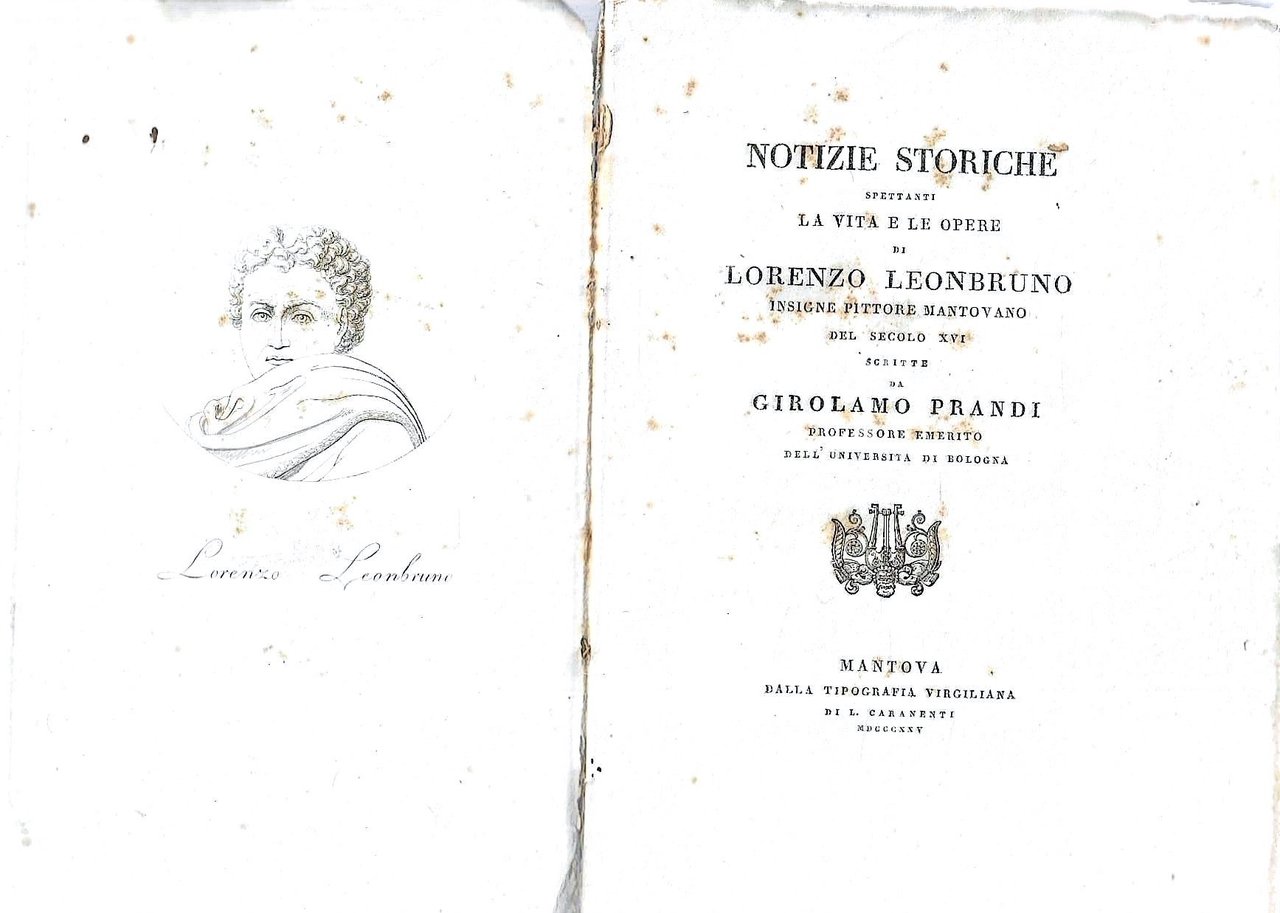 Lorenzo Leonbruno
NOTIZIE STORICHE
SPETTANTI
LA VITA E LE OPERE
DI
LORENZO LEONBRUNO
INSIGNE PITTORE MANTOVANO
DEL SECOLO XVI
SCRITTE
DA
GIROLAMO PRANDI
PROFESSORE EMERITO
DELL' UNIVERSITA DI BOLOGNA
MANTOVA
DALLA TIPOGRAFIA VIRGILIANA
DI L. CARANENTI
MDCCCXXV